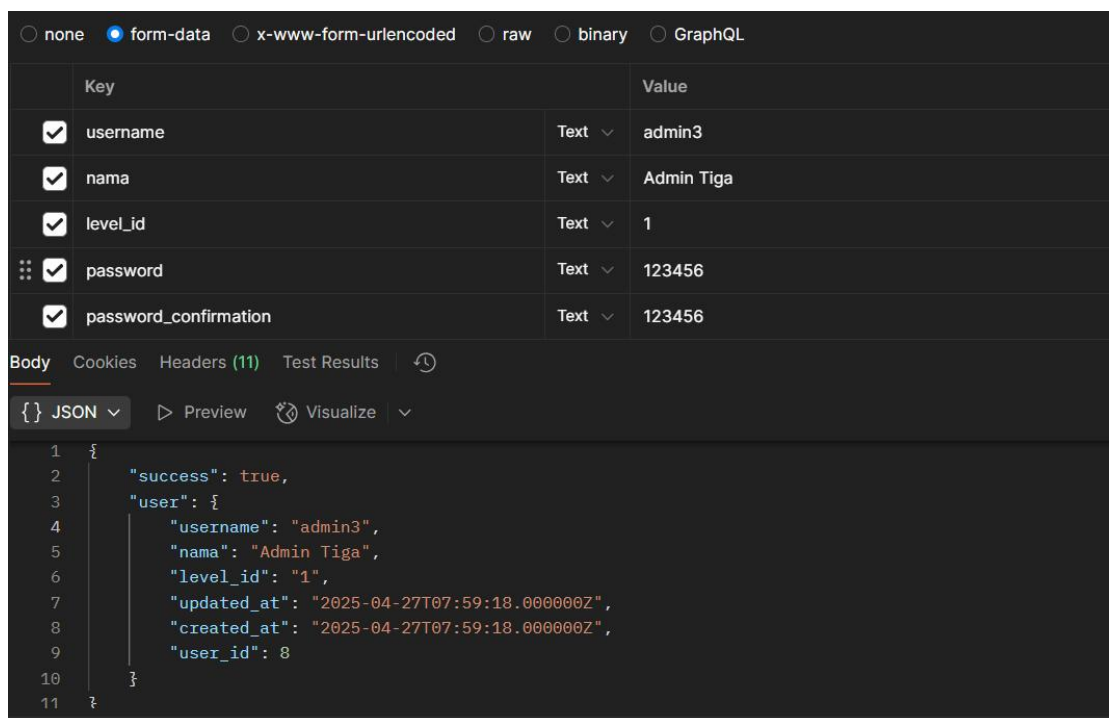 none form-data x-www-form-urlencoded raw binary GraphQL
Key Value
username Text admin3
nama Text Admin Tiga
level_id Text 1
password Text 123456
password_confirmation Text 123456
Body Cookies Headers (11) Test Results
{} JSON Preview Visualize
1 {
2 "success": true,
3 "user": {
4 "username": "admin3",
5 "nama": "Admin Tiga",
6 "level_id": "1",
7 "updated_at": "2025-04-27T07:59:18.000000Z",
8 "created_at": "2025-04-27T07:59:18.000000Z",
9 "user_id": 8
10 }
11 }